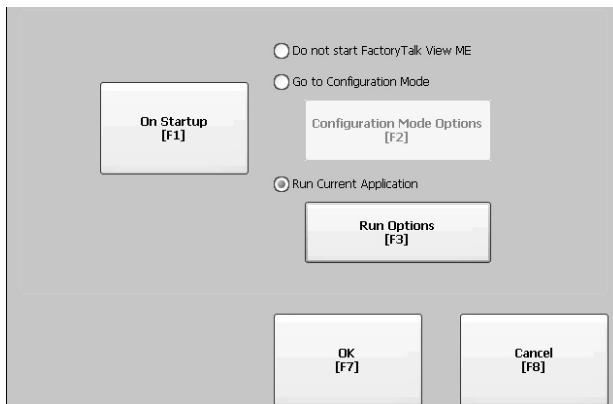 Do not start FactoryTalk View ME
Go to Configuration Mode
On Startup
[F1]
Configuration Mode Options
[F2]
Run Current Application
Run Options
[F3]
OK
[F7]
Cancel
[F8]